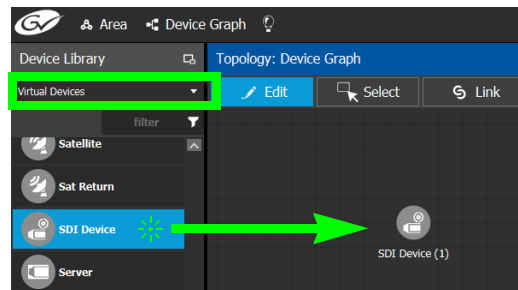 GV Area Device Graph
Device Library
Topology: Device Graph
Virtual Devices
Edit Select Link
filter
Satellite
Sat Return
SDI Device
SDI Device (1)
Server